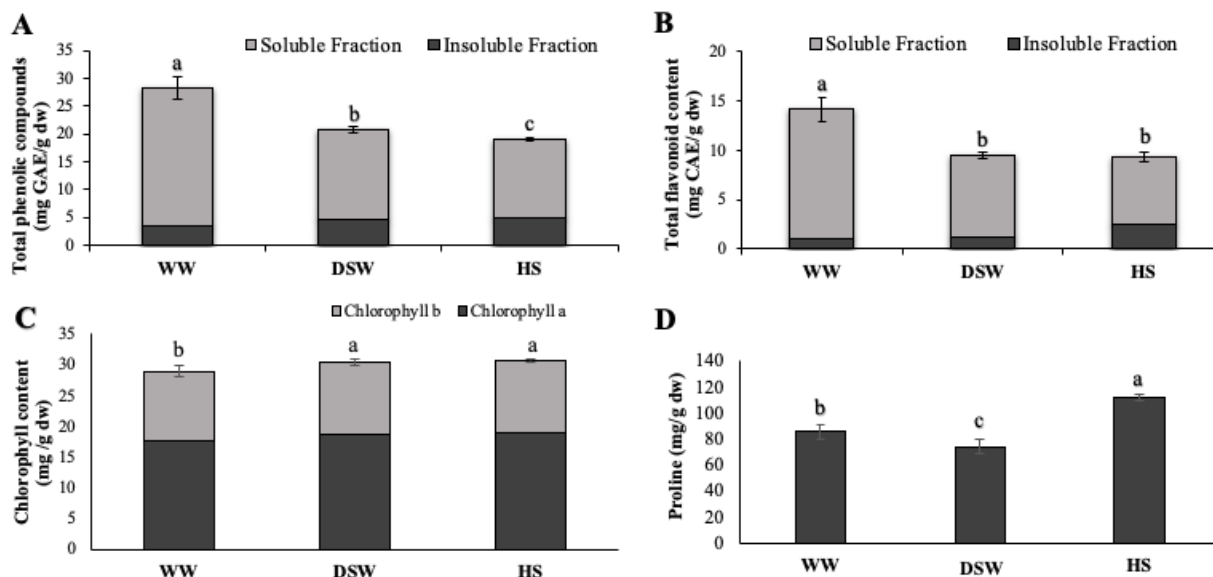 A
Soluble Fraction Insoluble Fraction
Total phenolic compounds
(mg GAE/g dw)
35
30
25
20
15
10
5
0
a
b
c
WW DSW HS
B
Soluble Fraction Insoluble Fraction
Total flavonoid content
(mg CAE/g dw)
20
15
10
5
0
a
b
b
WW DSW HS
C
Chlorophyll b Chlorophyll a
Chlorophyll content
(mg /g dw)
35
30
25
20
15
10
5
0
b
a
a
WW DSW HS
D
Proline (mg/g dw)
140
120
100
80
60
40
20
0
b
c
a
WW DSW HS